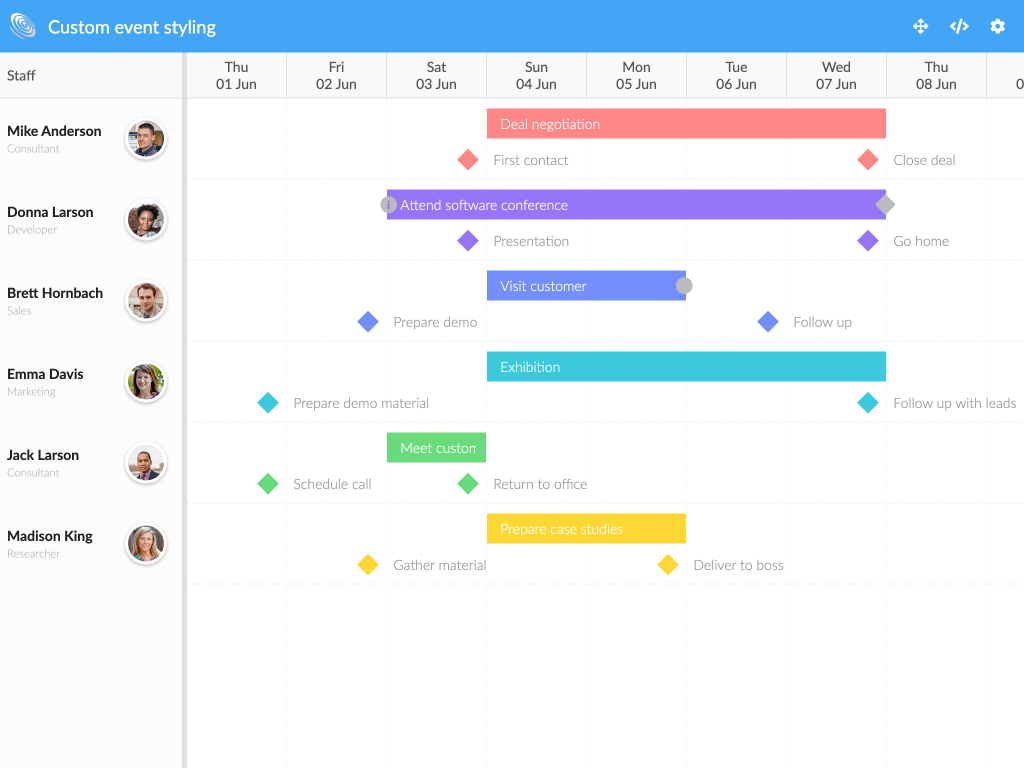 Custom event styling
Staff
Thu Fri Sat Sun Mon Tue Wed Thu
01 Jun 02 Jun 03 Jun 04 Jun 05 Jun 06 Jun 07 Jun 08 Jun 0
Mike Anderson
Consultant
Deal negotiation
First contact Close deal
Donna Larson
Developer
i Attend software conference
Presentation Go home
Brett Hornbach
Sales
Visit customer
Prepare demo Follow up
Emma Davis
Marketing
Exhibition
Prepare demo material Follow up with leads
Jack Larson
Consultant
Meet custom
Schedule call Return to office
Madison King
Researcher
Prepare case studies
Gather material Deliver to boss